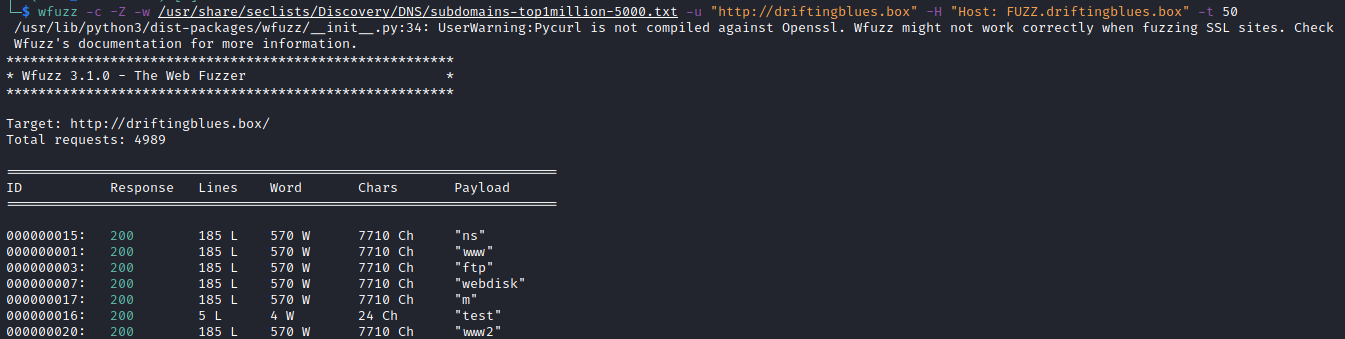 └─$ wfuzz -c -Z -w /usr/share/seclists/Discovery/DNS/subdomains-top1million-5000.txt -u "http://driftingblues.box" -H "Host: FUZZ.driftingblues.box" -t 50
/usr/lib/python3/dist-packages/wfuzz/__init__.py:34: UserWarning:Pycurl is not compiled against Openssl. Wfuzz might not work correctly when fuzzing SSL sites. Check
Wfuzz's documentation for more information.
********************************************************
* Wfuzz 3.1.0 - The Web Fuzzer                         *
********************************************************
Target: http://driftingblues.box/
Total requests: 4989
=====================================================================
ID           Response   Lines    Word       Chars       Payload
=====================================================================
000000015:   200        185 L    570 W      7710 Ch     "ns"
000000001:   200        185 L    570 W      7710 Ch     "www"
000000003:   200        185 L    570 W      7710 Ch     "ftp"
000000007:   200        185 L    570 W      7710 Ch     "webdisk"
000000017:   200        185 L    570 W      7710 Ch     "m"
000000016:   200        5 L      4 W        24 Ch       "test"
000000020:   200        185 L    570 W      7710 Ch     "www2"